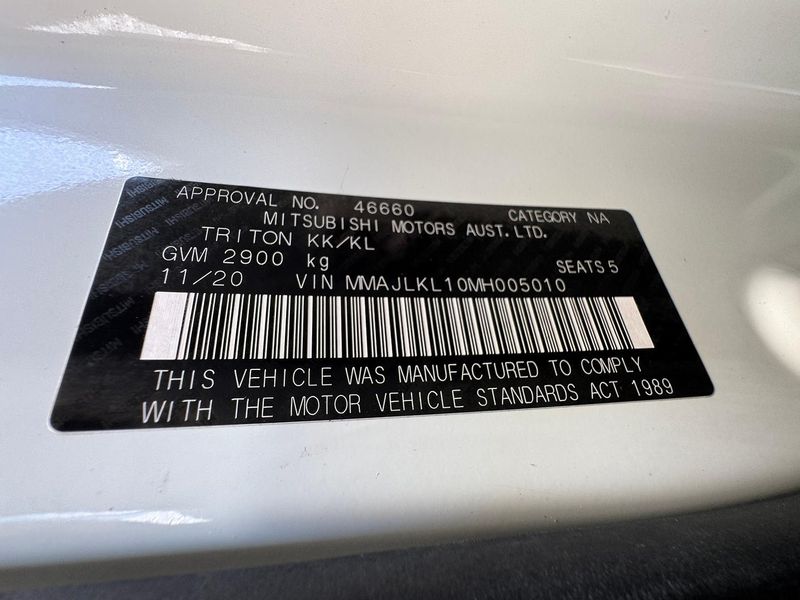 APPROVAL NO. 46660 CATEGORY NA
MITSUBISHI MOTORS AUST. LTD.
TRITON KK/KL
GVM 2900 kg SEATS 5
11/20 VIN MMAJLKL10MH005010
THIS VEHICLE WAS MANUFACTURED TO COMPLY
WITH THE MOTOR VEHICLE STANDARDS ACT 1989